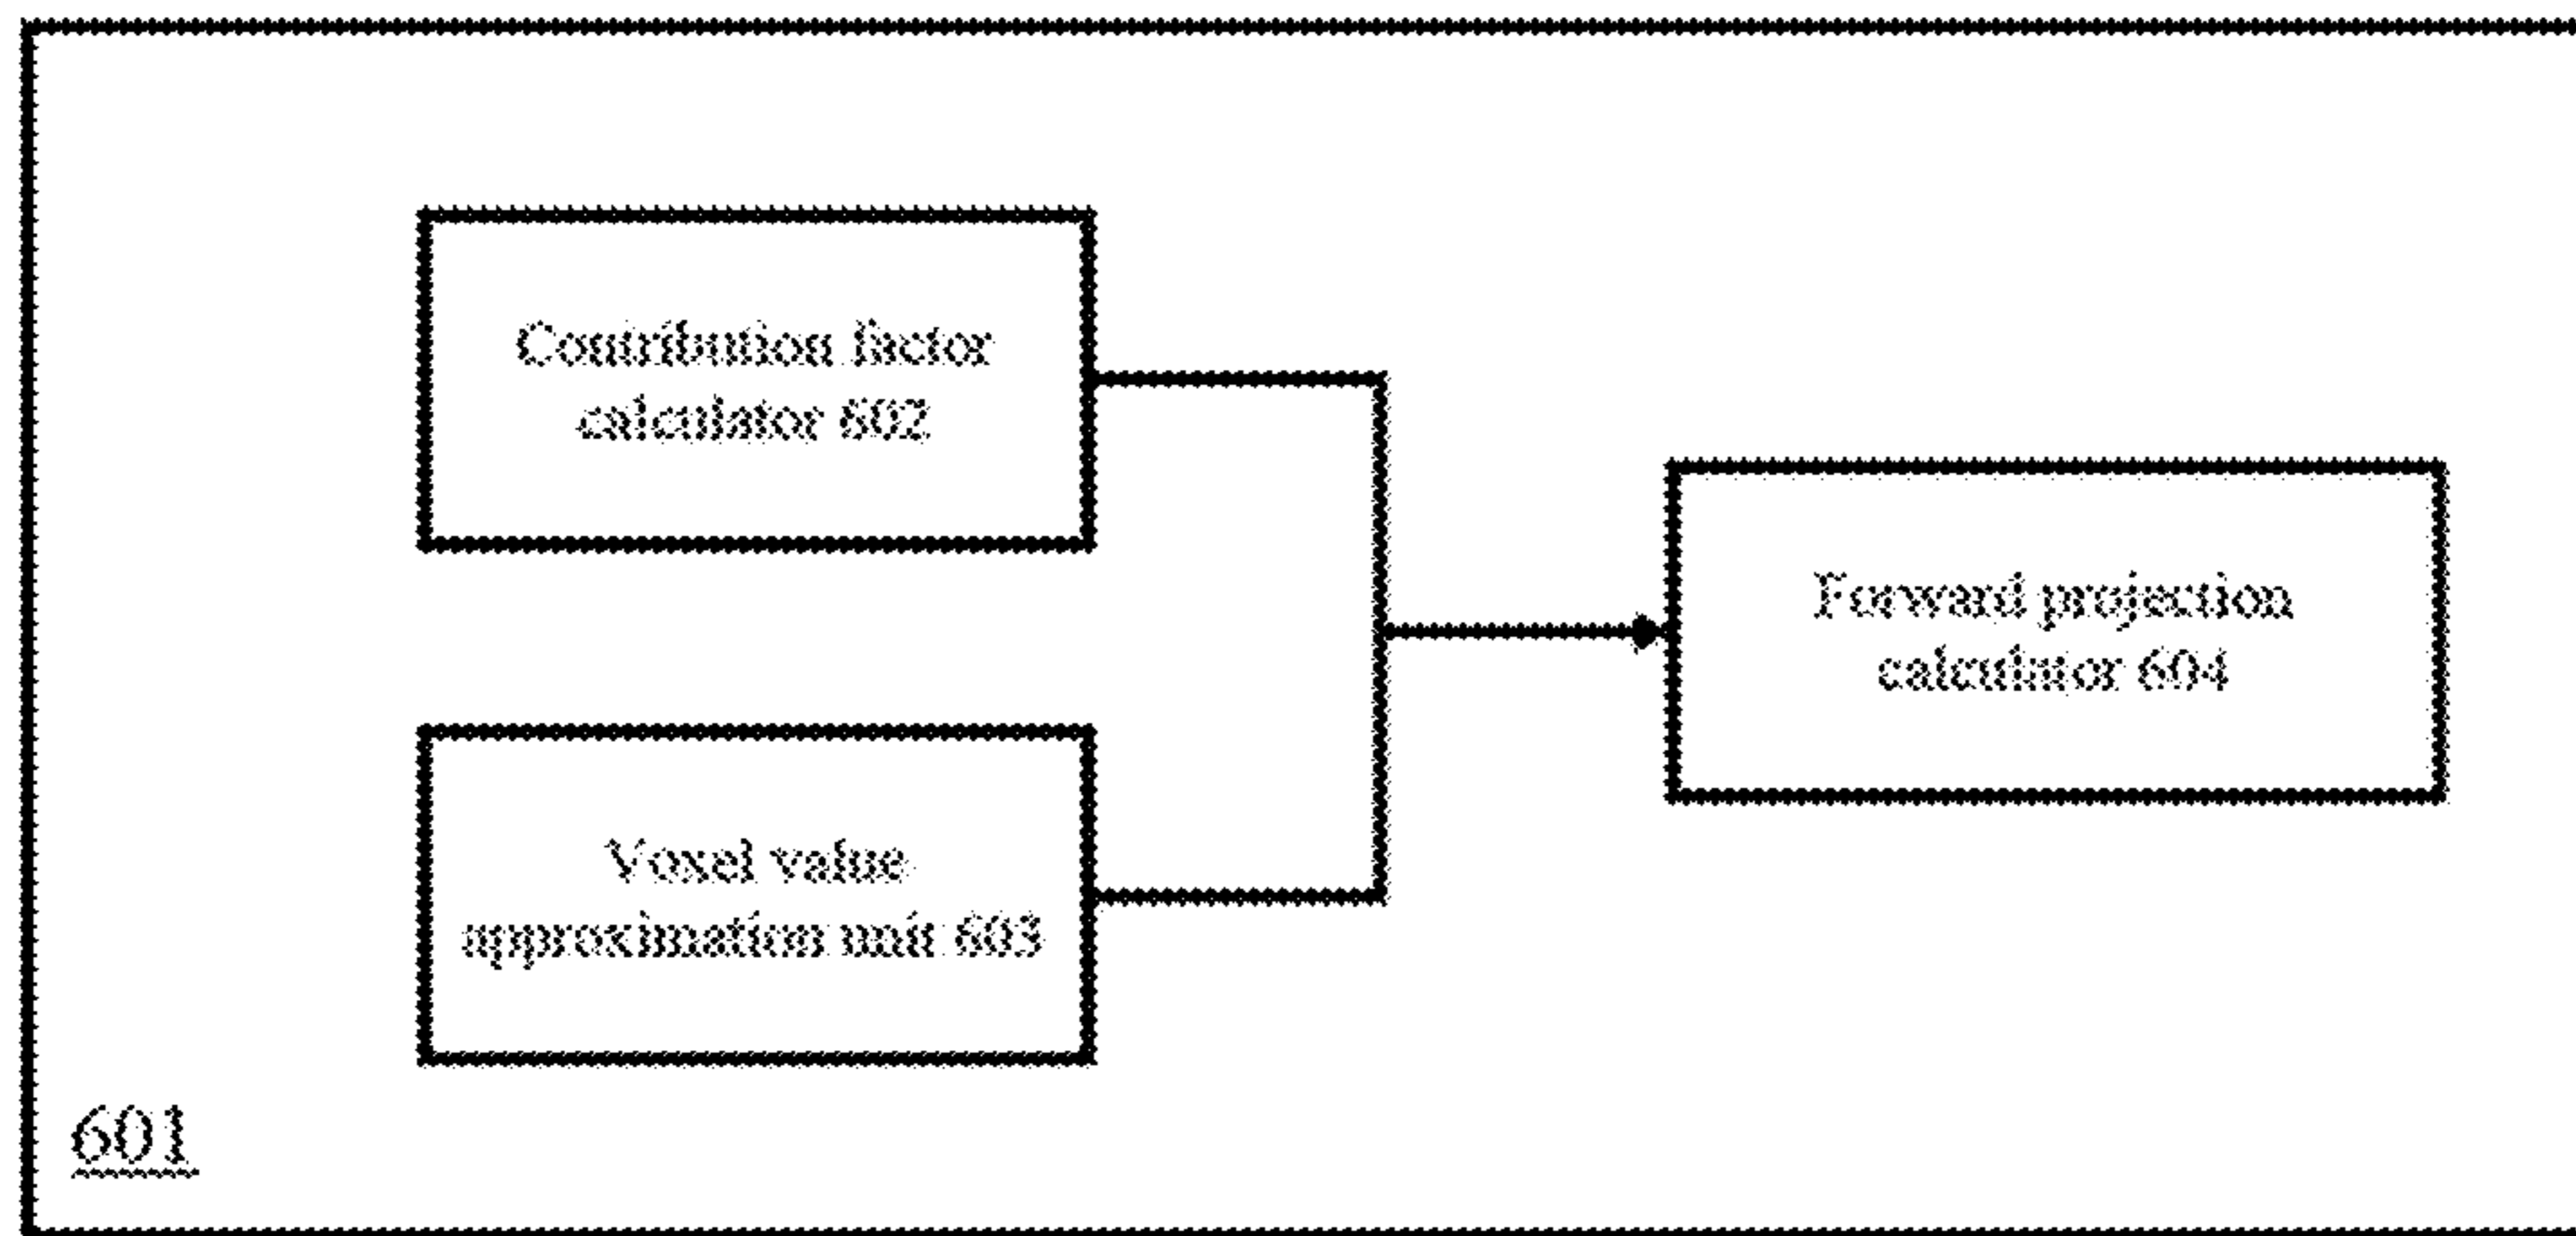 Contribution factor
calculator 602
Forward projection
calculator 604
Voxel value
approximation unit 603
601